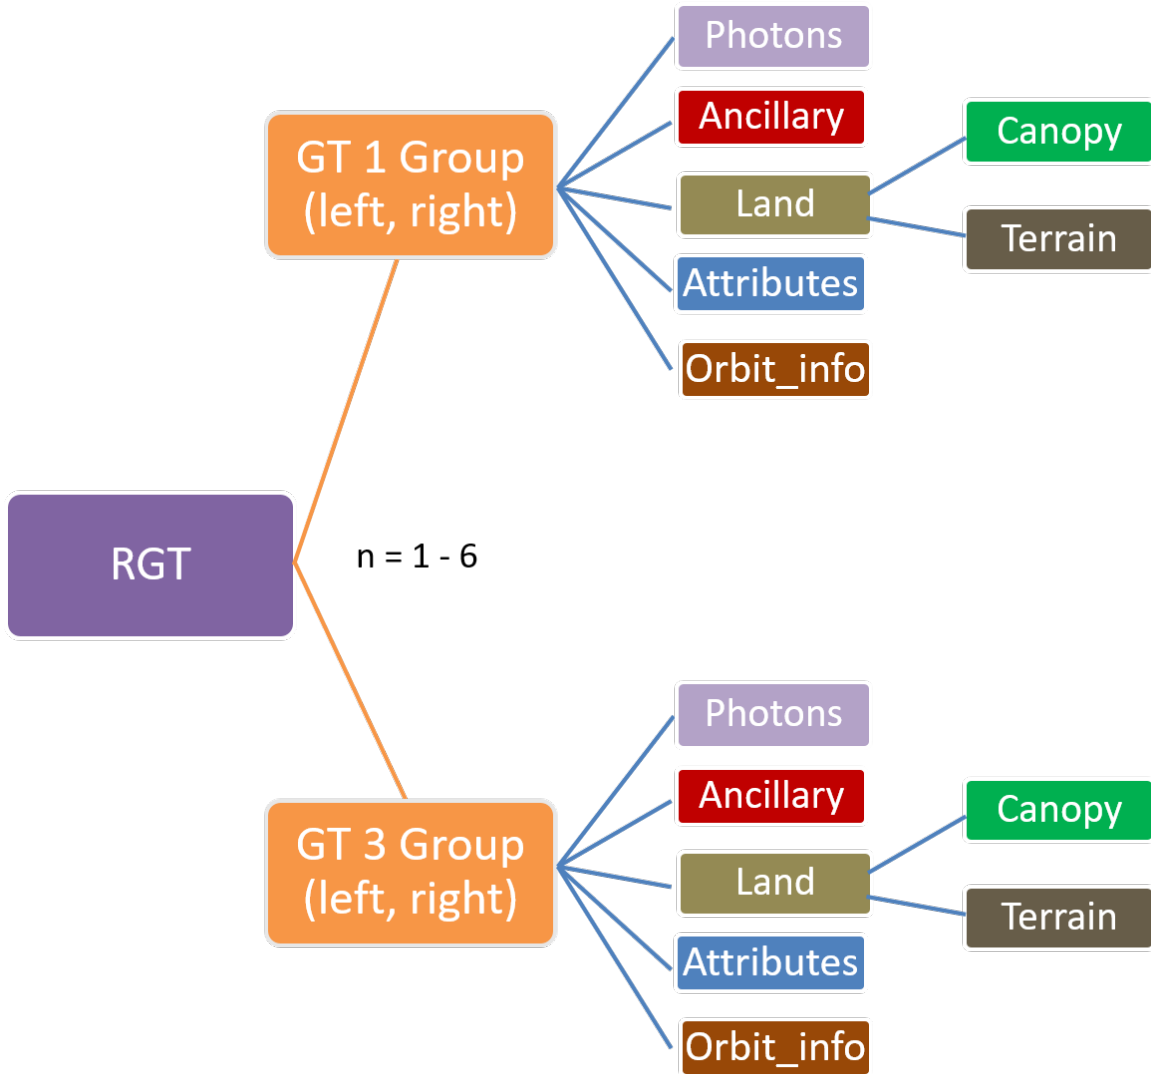 Photons
Ancillary
Canopy
GT 1 Group
(left, right)
Land
Terrain
Attributes
Orbit_info
RGT
n = 1 - 6
Photons
Ancillary
Canopy
GT 3 Group
(left, right)
Land
Terrain
Attributes
Orbit_info